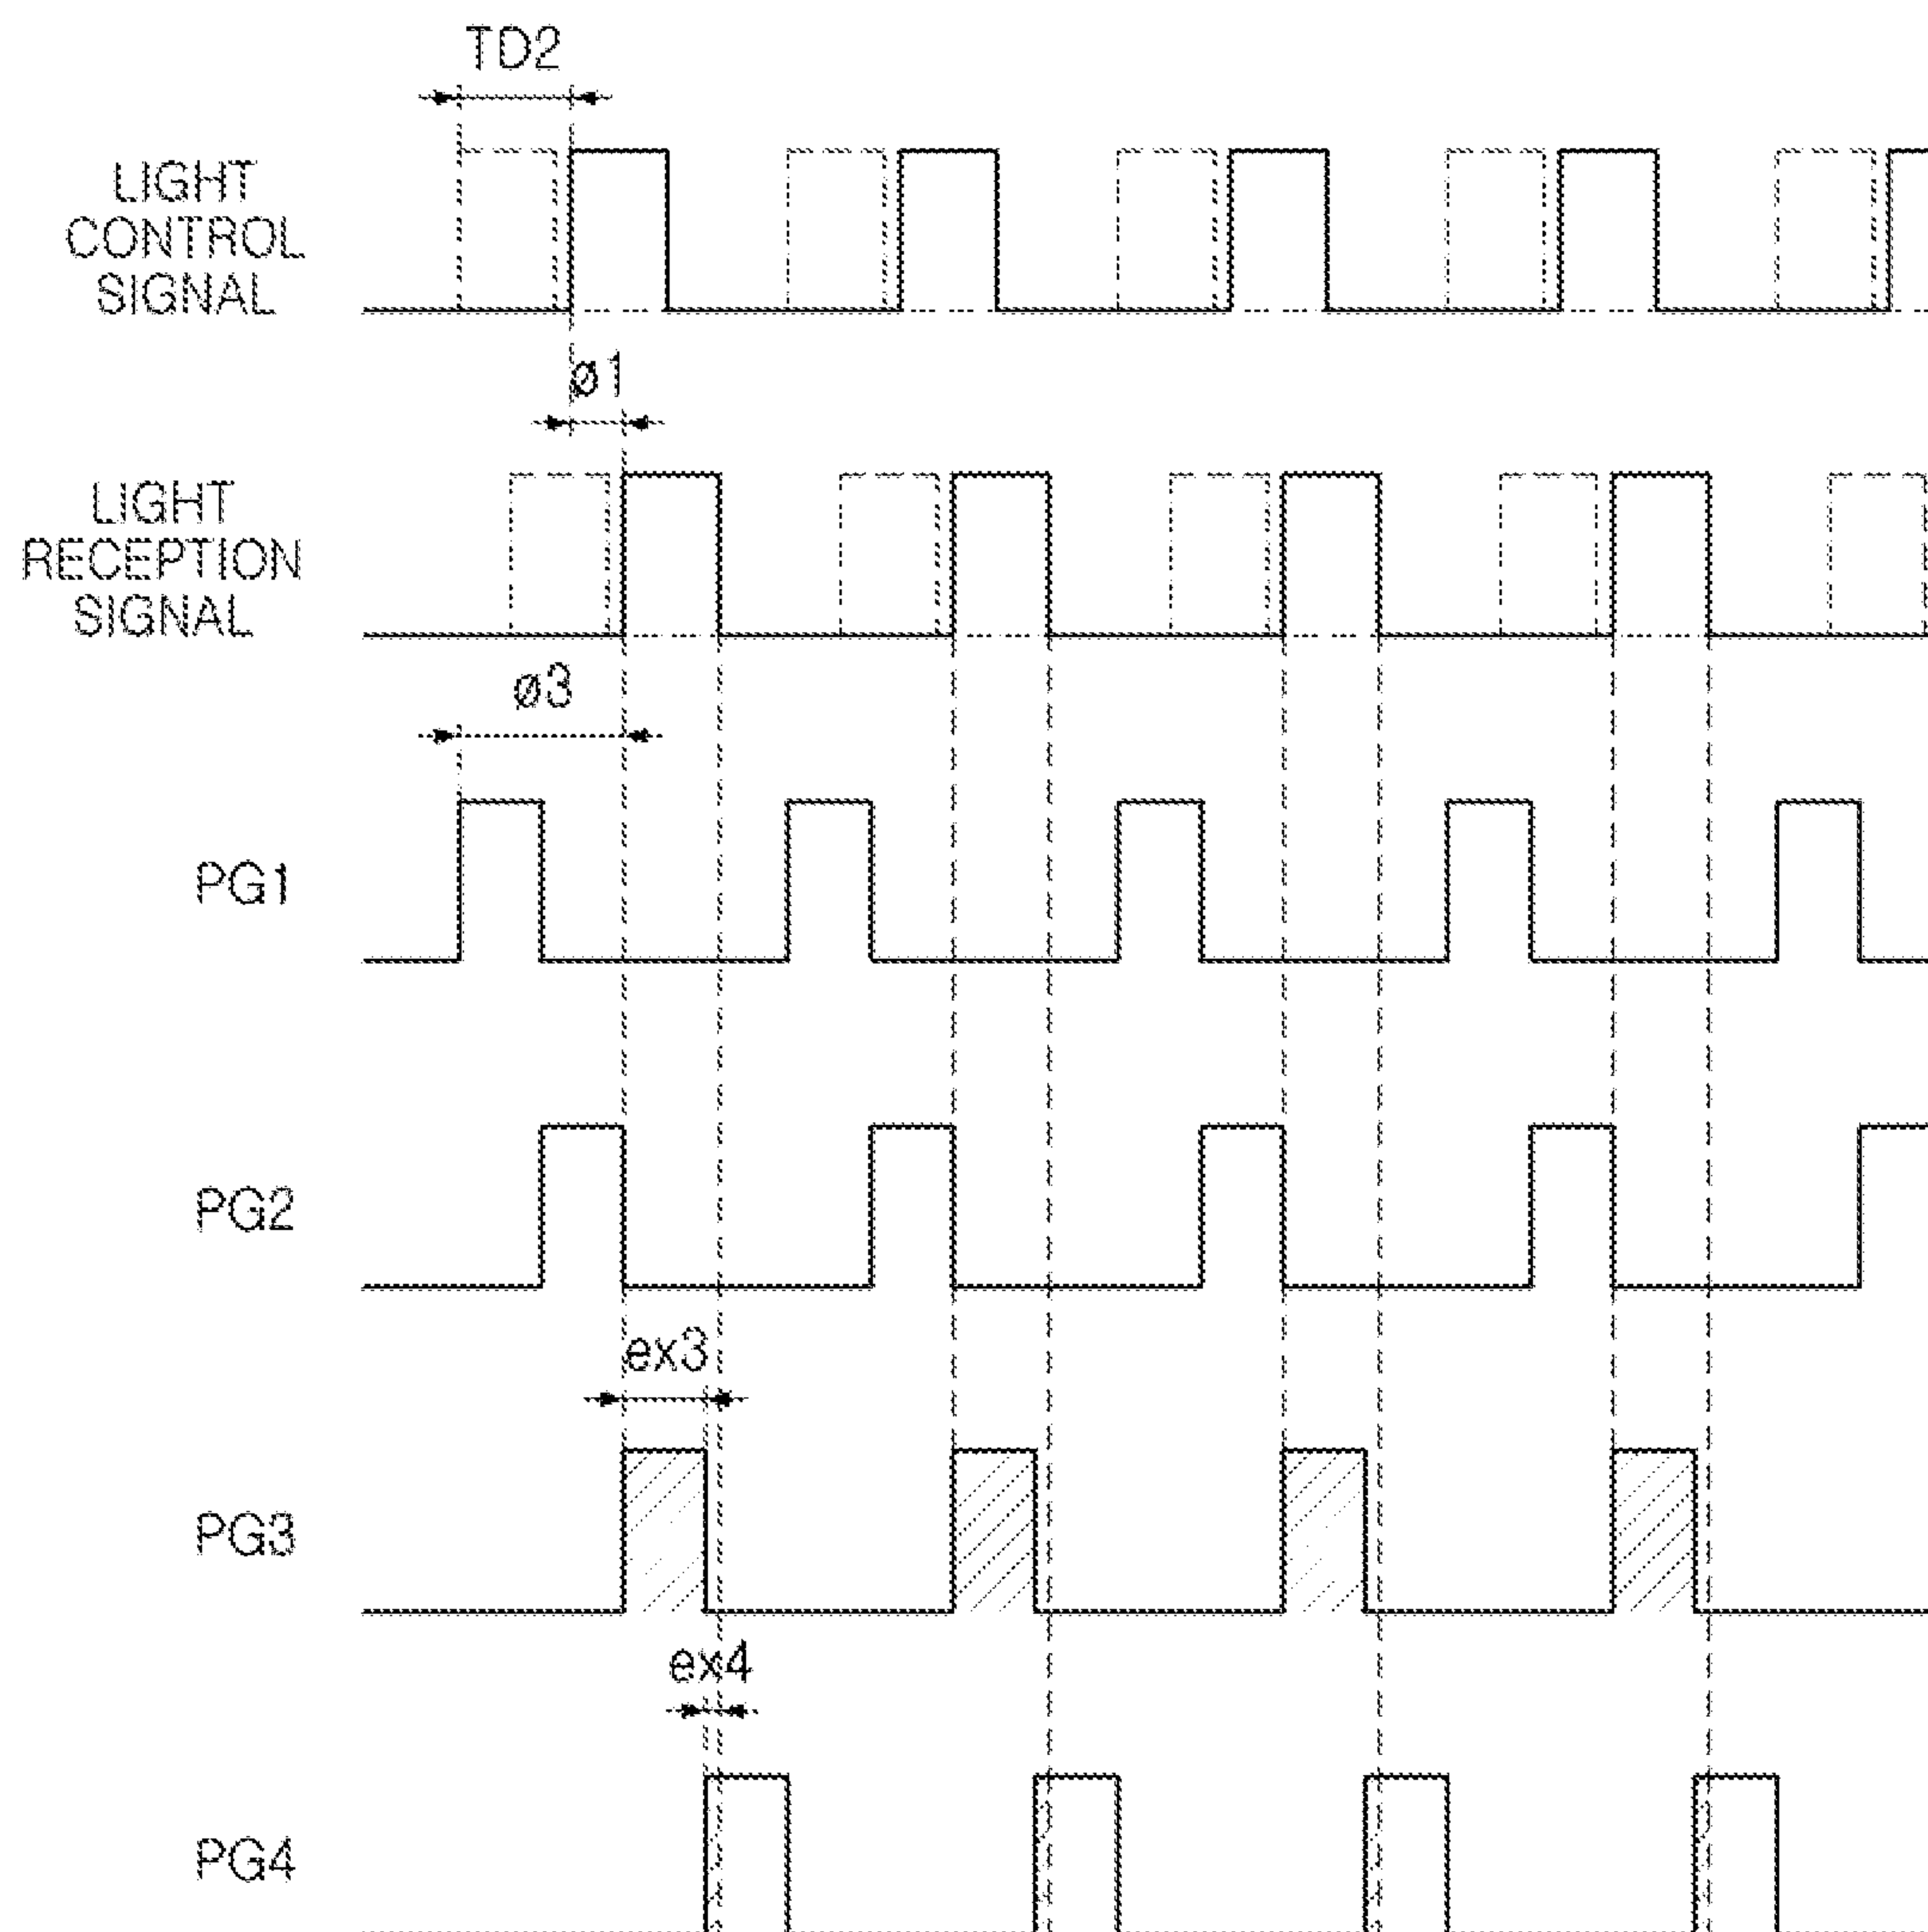 TD2
LIGHT
CONTROL
SIGNAL
ø1
LIGHT
RECEPTION
SIGNAL
ø3
PG1
PG2
ex3
PG3
ex4
PG4